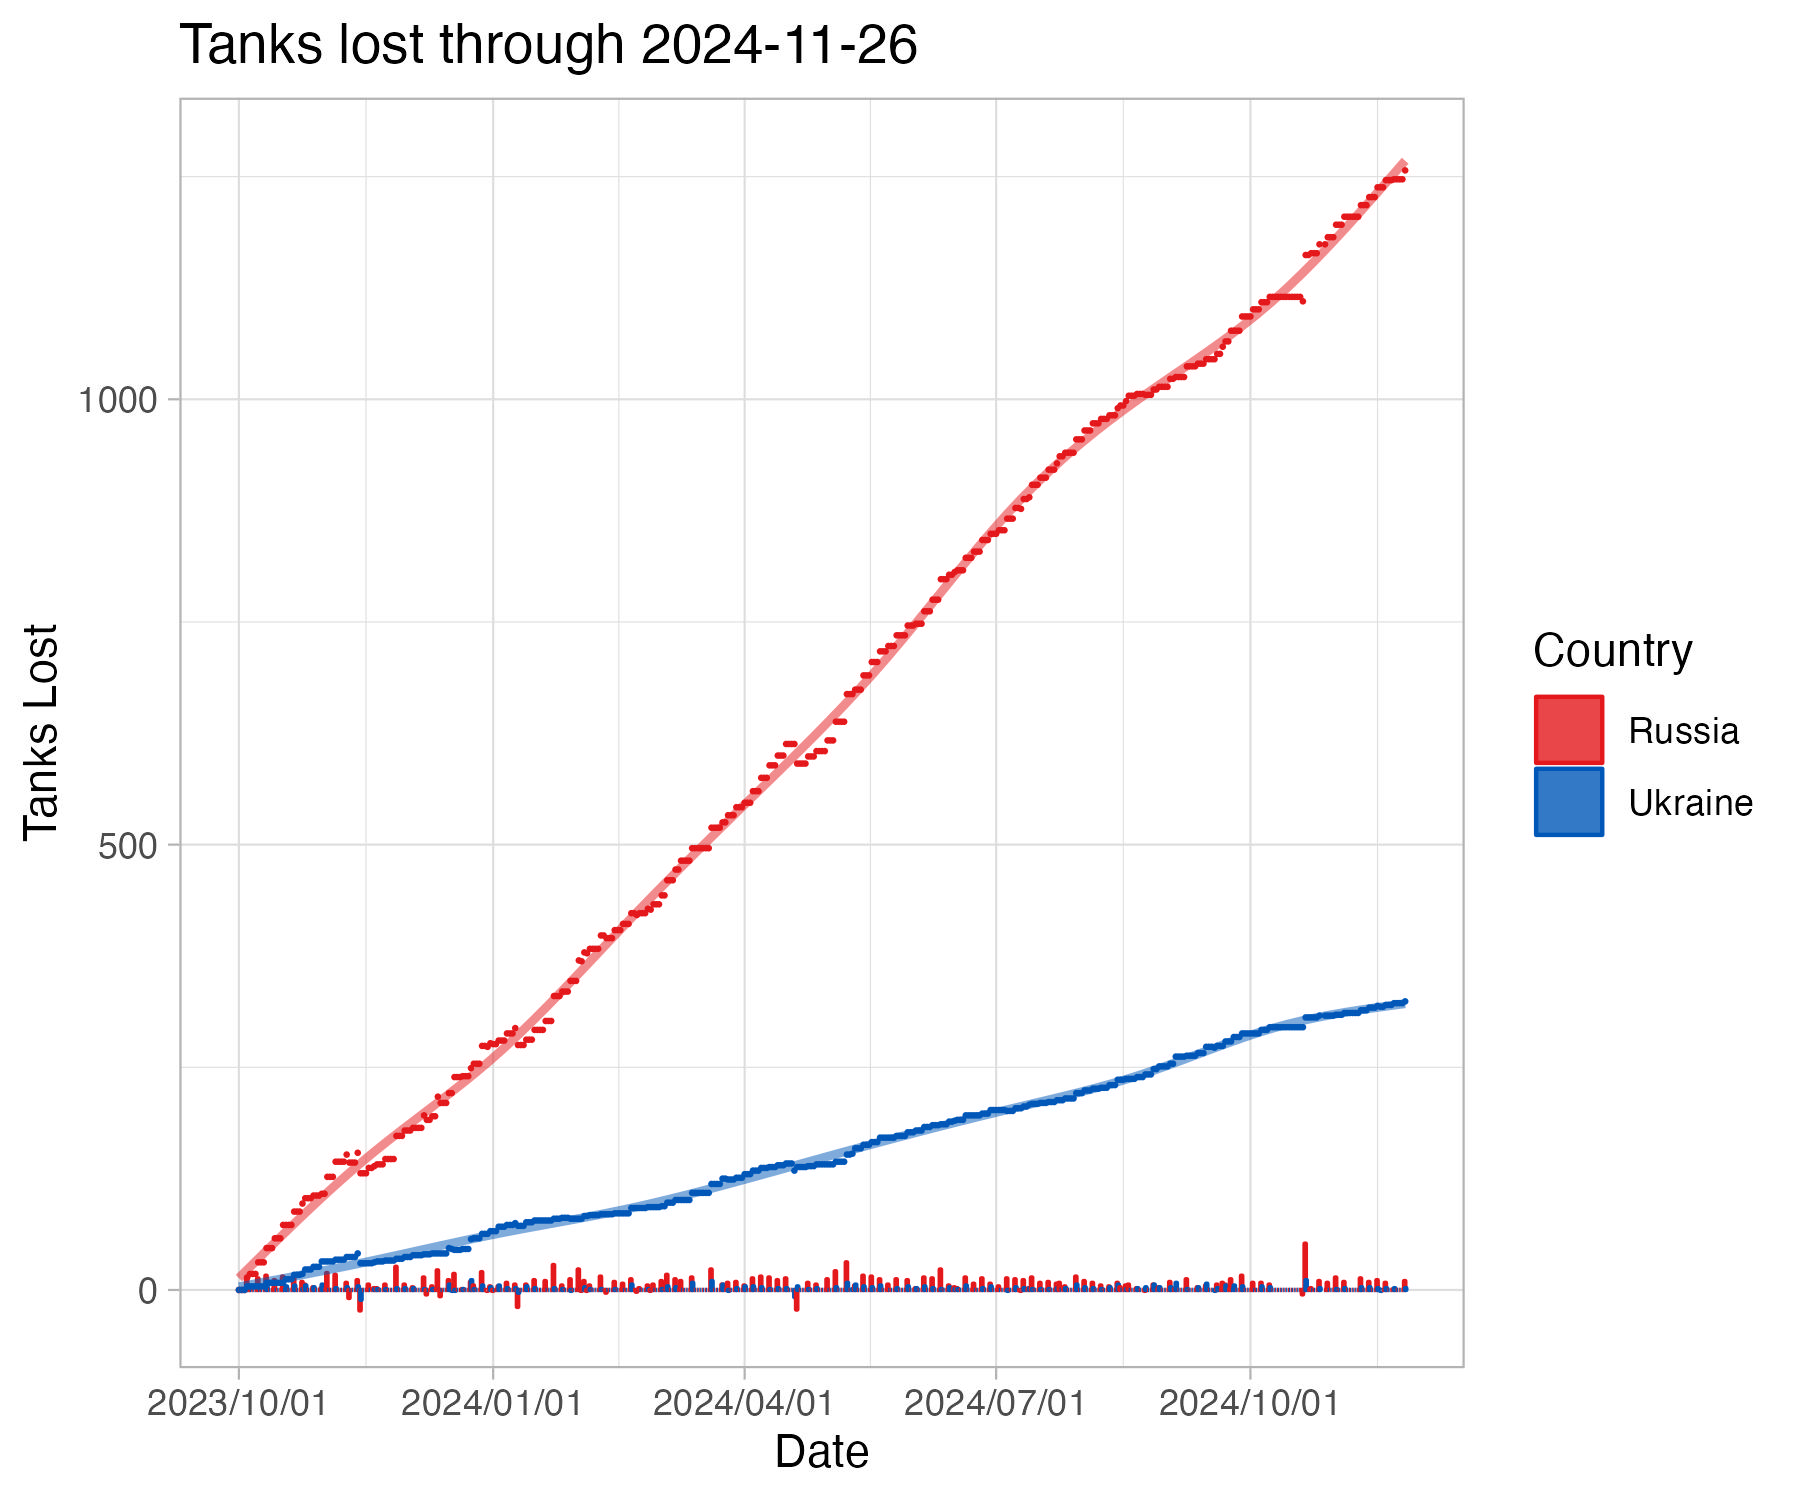 Tanks lost through 2024-11-26
Tanks Lost
1000
500
0
2023/10/01
2024/01/01
2024/04/01
2024/07/01
2024/10/01
Date
Country
Russia
Ukraine